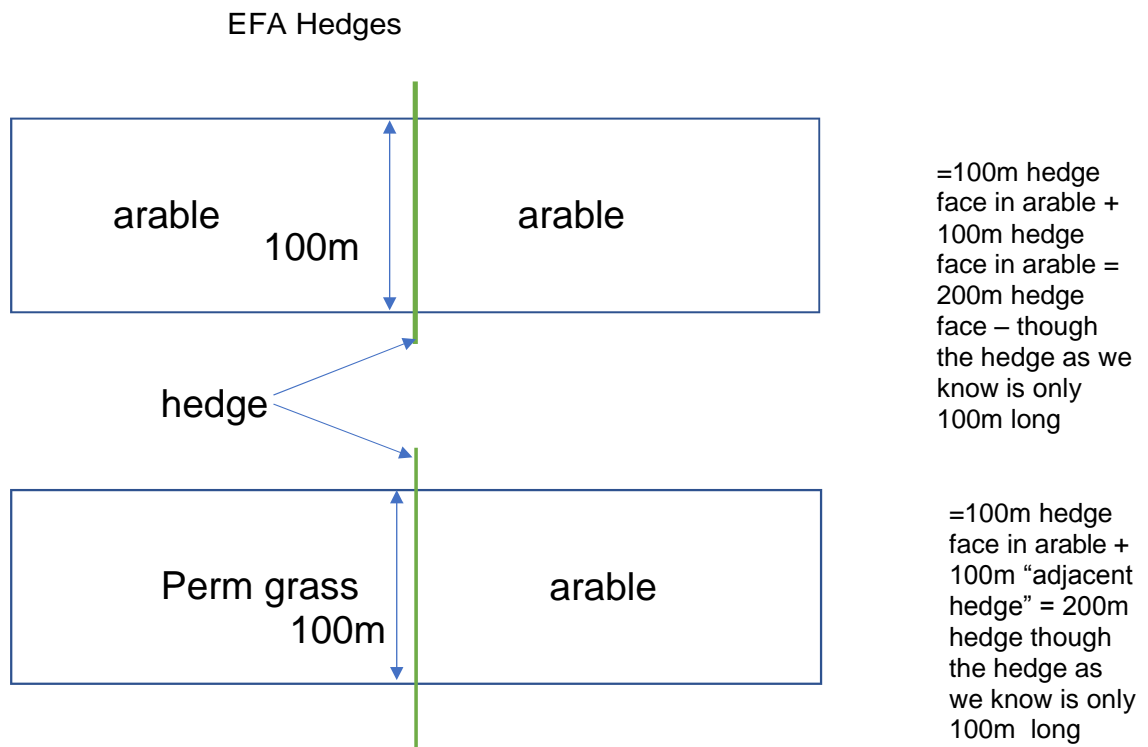 EFA Hedges
arable
100m
arable
=100m hedge
face in arable +
100m hedge
face in arable =
200m hedge
face – though
the hedge as we
know is only
100m long
hedge
Perm grass
100m
arable
=100m hedge
face in arable +
100m “adjacent
hedge” = 200m
hedge though
the hedge as
we know is only
100m  long